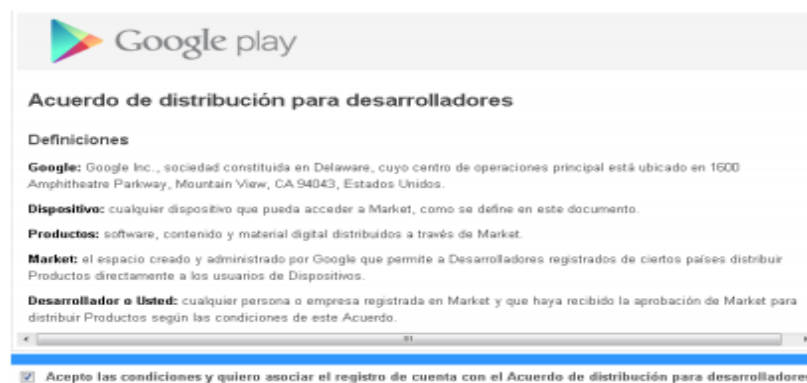 Google play
Acuerdo de distribución para desarrolladores
Definiciones
Google: Google Inc., sociedad constituida en Delaware, cuyo centro de operaciones principal está ubicado en 1600
Amphitheatre Parkway, Mountain View, CA 94043, Estados Unidos.
Dispositivo: cualquier dispositivo que pueda acceder a Market, como se define en este documento.
Productos: software, contenido y material digital distribuidos a través de Market.
Market: el espacio creado y administrado por Google que permite a Desarrolladores registrados de ciertos países distribuir
Productos directamente a los usuarios de Dispositivos.
Desarrollador o Usted: cualquier persona o empresa registrada en Market y que haya recibido la aprobación de Market para
distribuir Productos según las condiciones de este Acuerdo.
Acepto las condiciones y quiero asociar el registro de cuenta con el Acuerdo de distribución para desarrolladore